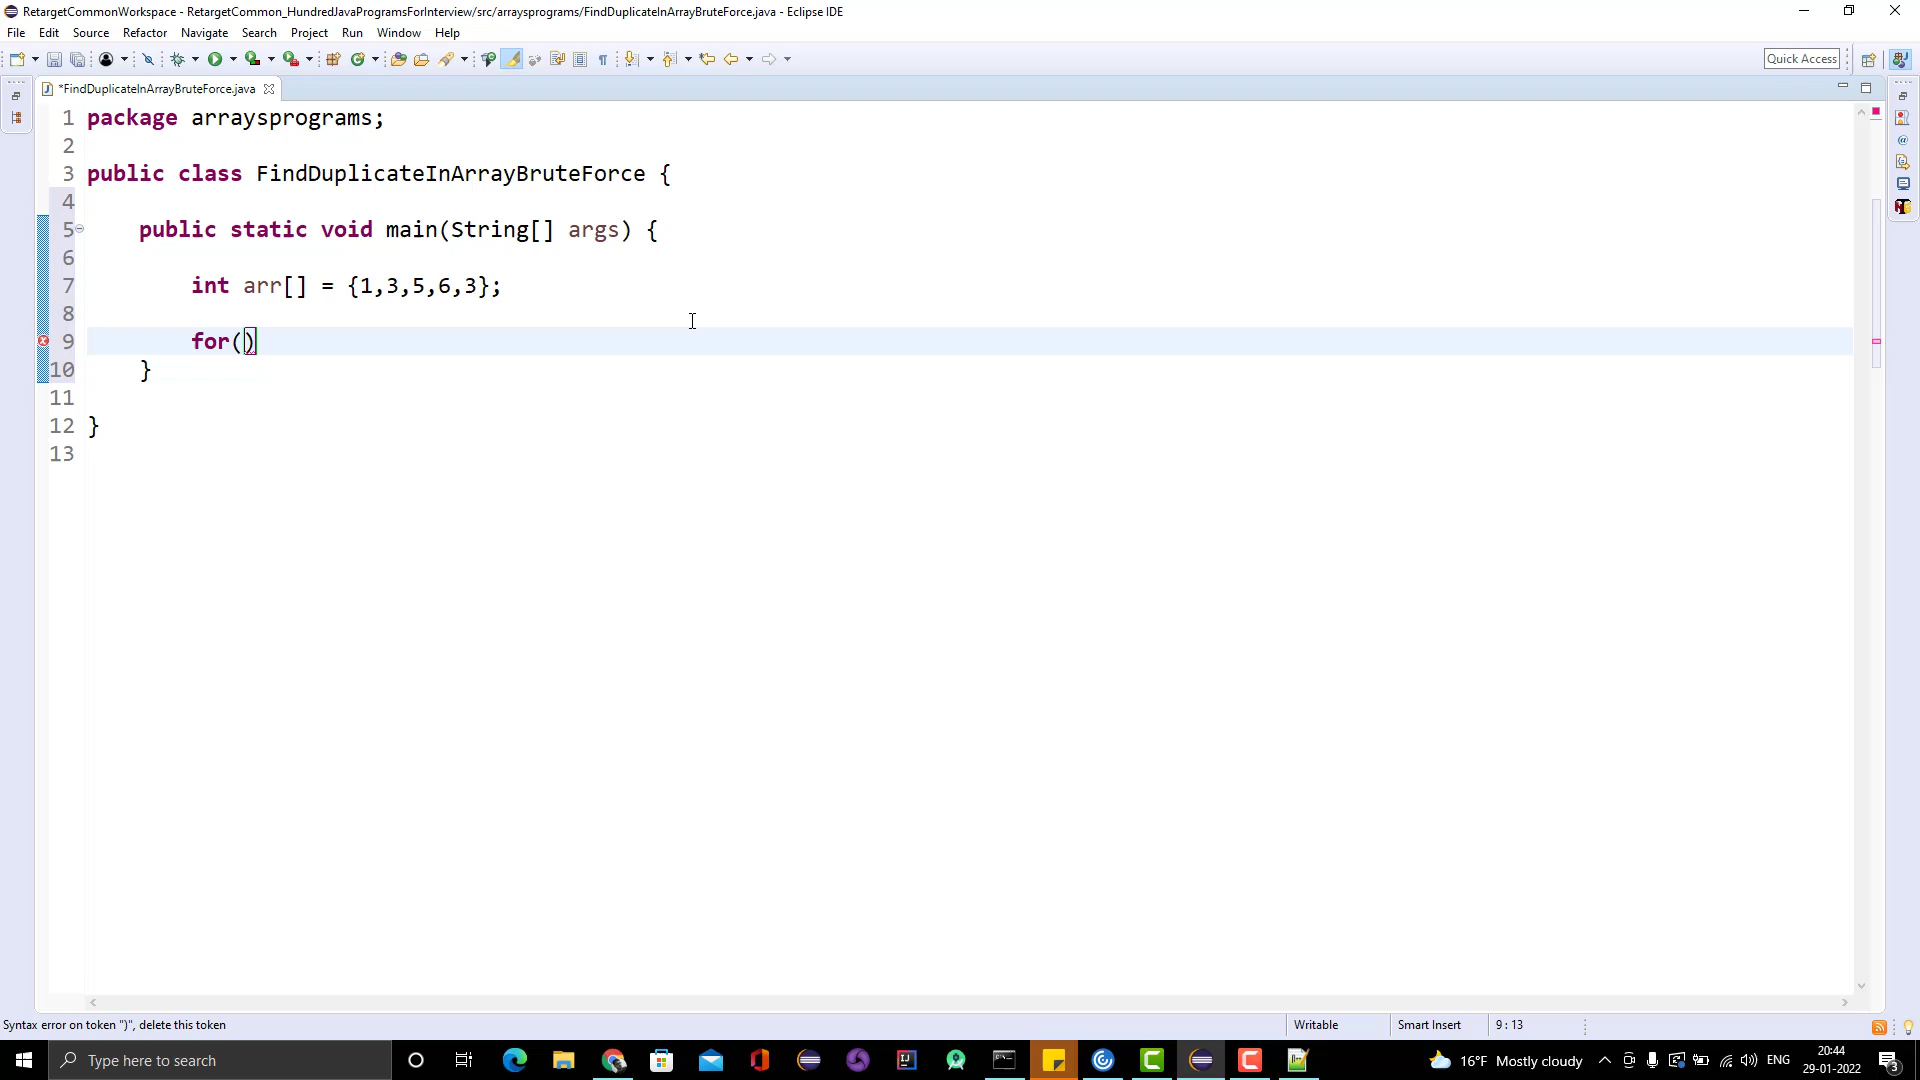 RetargetCommonWorkspace - RetargetCommon_HundredJavaProgramsForInterview/src/arraysprograms/FindDuplicateInArrayBruteForce.java - Eclipse IDE
File Edit Source Refactor Navigate Search Project Run Window Help
Quick Access
*FindDuplicateInArrayBruteForce.java
1 package arraysprograms;
2
3 public class FindDuplicateInArrayBruteForce {
4
5 public static void main(String[] args) {
6
7 int arr[] = {1,3,5,6,3};
8
9 for()
10 }
11
12 }
13
Syntax error on token ")", delete this token
Writable
Smart Insert
9 : 13
Type here to search
16°F Mostly cloudy
ENG
20:44
29-01-2022
3